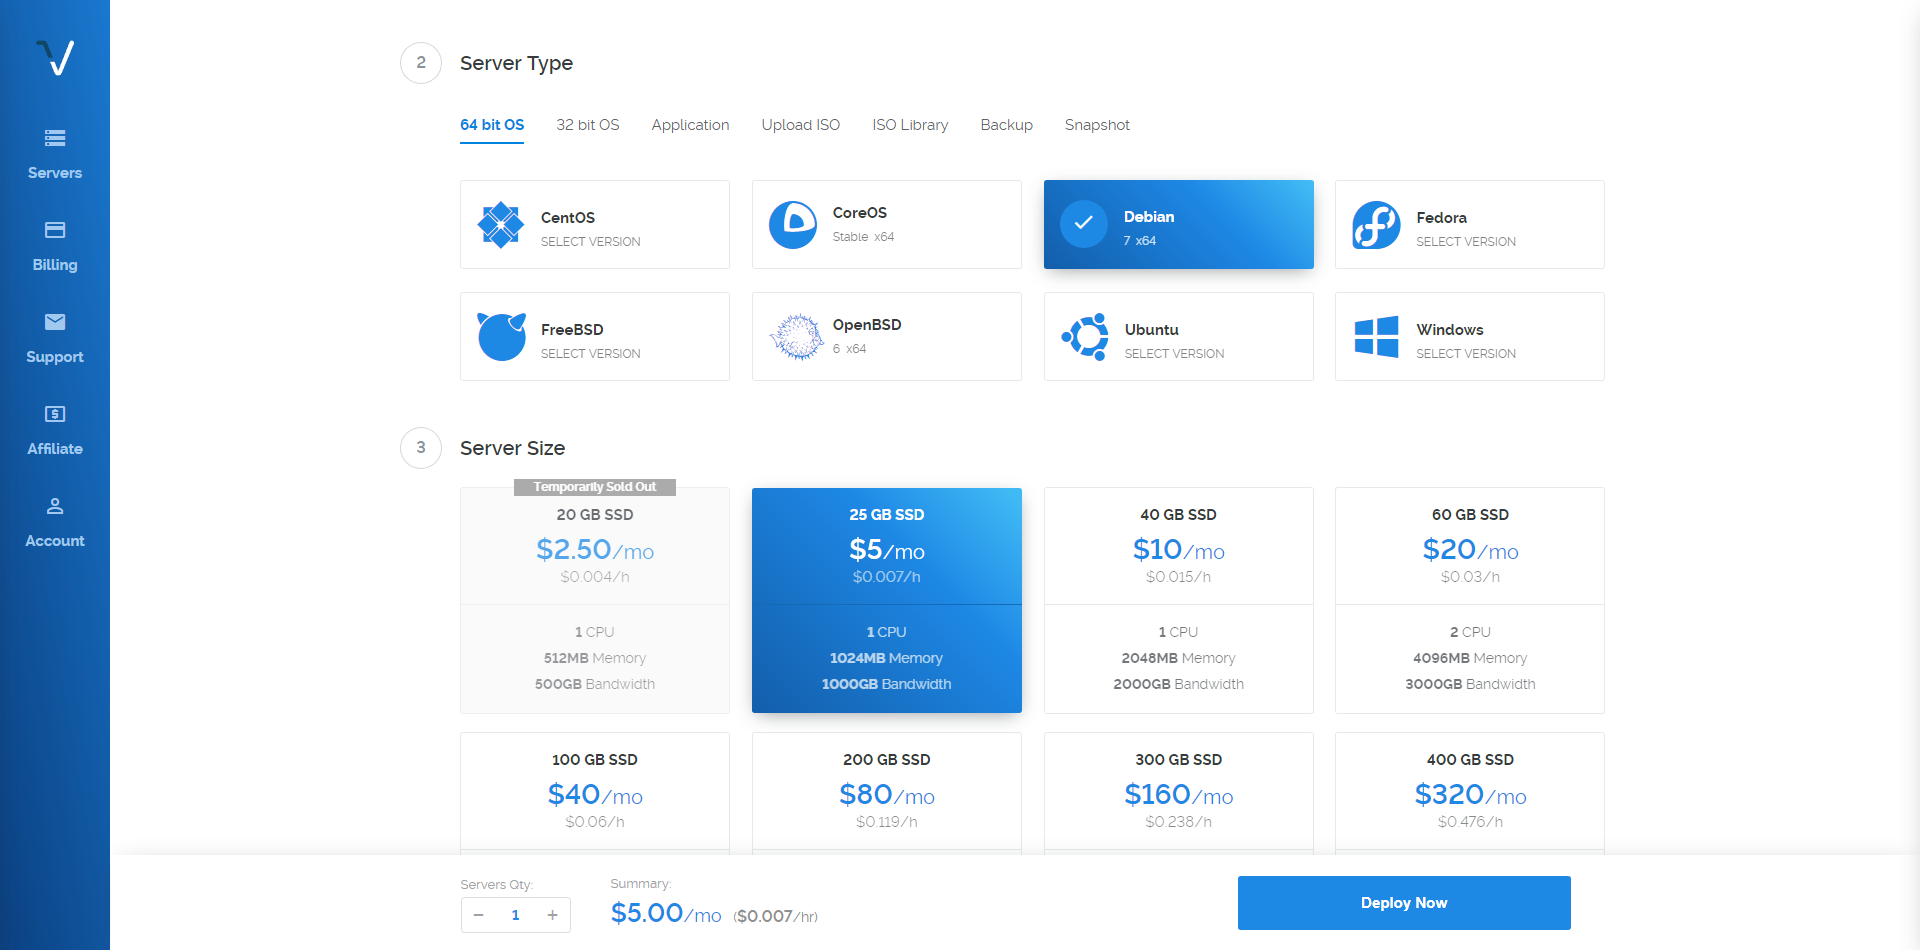 Servers
Billing
Support
Affiliate
Account
2 Server Type
64 bit OS 32 bit OS Application Upload ISO ISO Library Backup Snapshot
CentOS
SELECT VERSION
CoreOS
Stable x64
Debian
7 x64
Fedora
SELECT VERSION
FreeBSD
SELECT VERSION
OpenBSD
6 x64
Ubuntu
SELECT VERSION
Windows
SELECT VERSION
3 Server Size
Temporarily Sold Out
20 GB SSD
$2.50/mo
$0.004/h
1 CPU
512MB Memory
500GB Bandwidth
25 GB SSD
$5/mo
$0.007/h
1 CPU
1024MB Memory
1000GB Bandwidth
40 GB SSD
$10/mo
$0.015/h
1 CPU
2048MB Memory
2000GB Bandwidth
60 GB SSD
$20/mo
$0.03/h
2 CPU
4096MB Memory
3000GB Bandwidth
100 GB SSD
$40/mo
$0.06/h
200 GB SSD
$80/mo
$0.119/h
300 GB SSD
$160/mo
$0.238/h
400 GB SSD
$320/mo
$0.476/h
Servers Qty:
− 1 +
Summary:
$5.00/mo ($0.007/hr)
Deploy Now